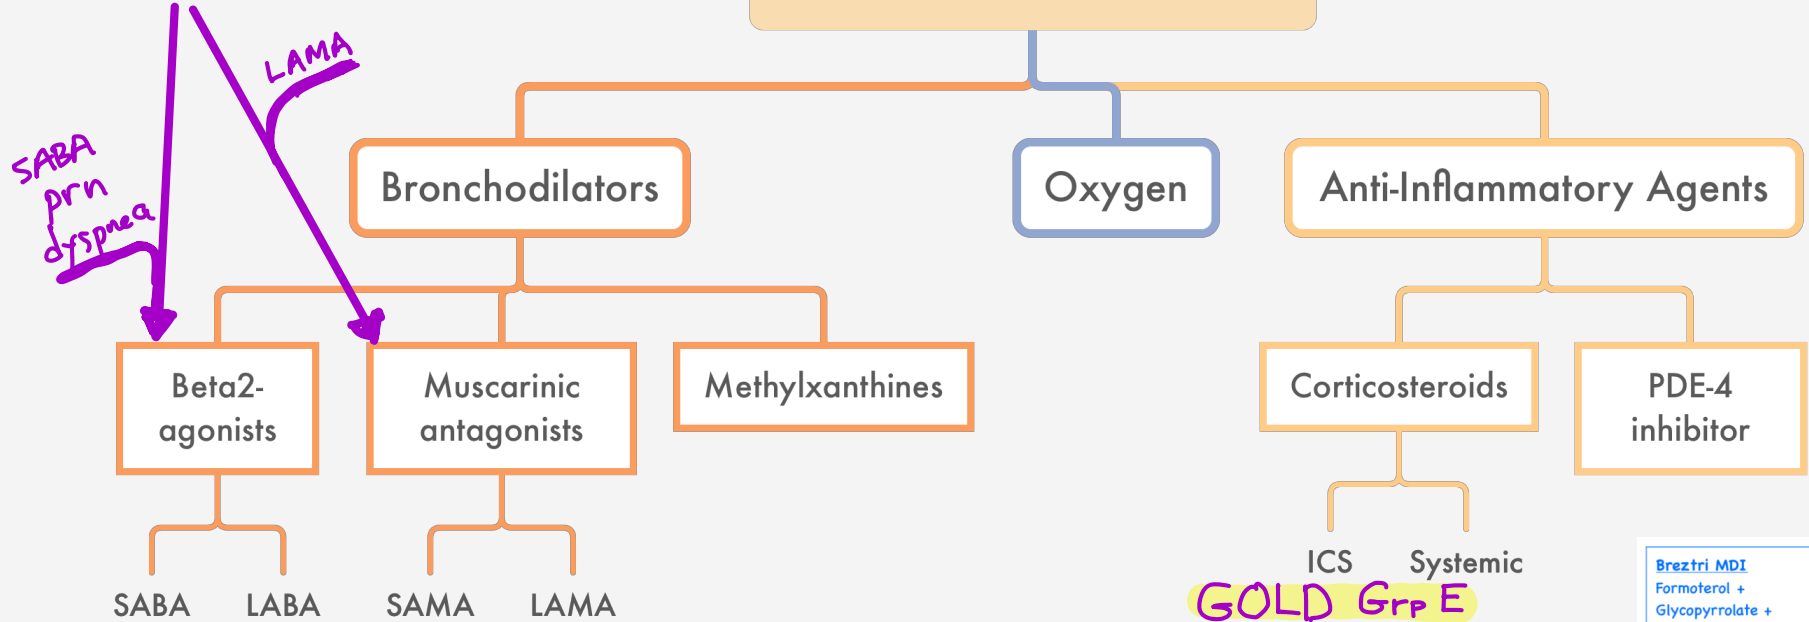 LAMA
SABA
prn
dyspnea
Bronchodilators
Oxygen
Anti-Inflammatory Agents
Beta2-
agonists
Muscarinic
antagonists
Methylxanthines
Corticosteroids
PDE-4
inhibitor
SABA
LABA
SAMA
LAMA
ICS
Systemic
GOLD Grp E
Breztri MDI
Formoterol +
Glycopyrrolate +